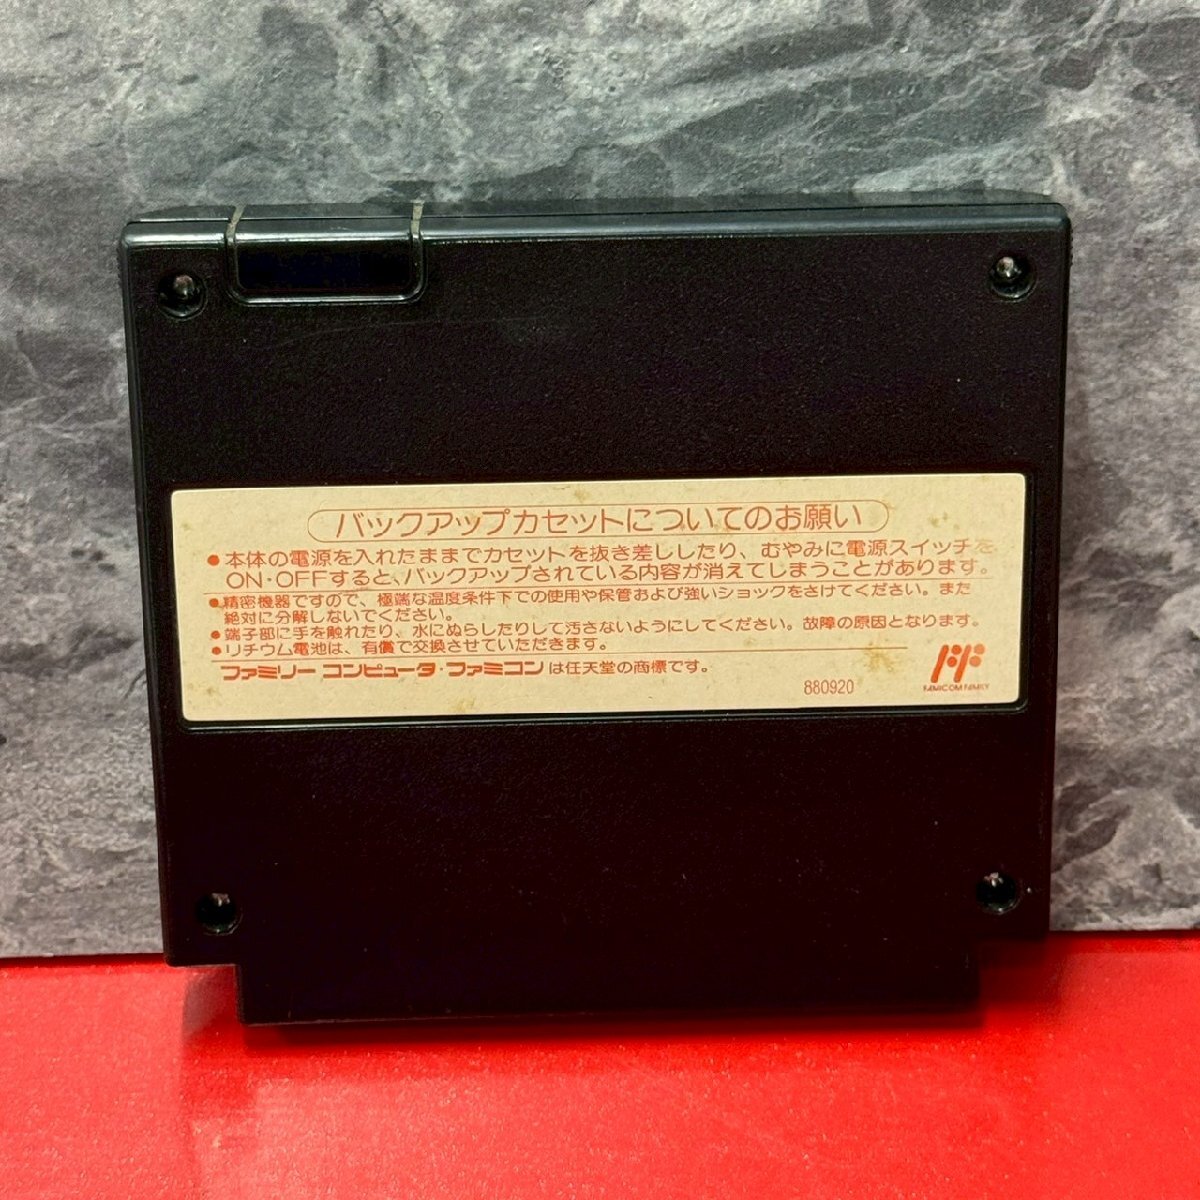 バックアップカセットについてのお願い
●本体の電源を入れたままでカセットを抜き差ししたり、むやみに電源スイッチを
ON・OFFすると、バックアップされている内容が消えてしまうことがあります。
●精密機器ですので、極端な温度条件下での使用や保管および強いショックをさけてください。また
絶対に分解しないでください。
●端子部に手を触れたり、水にぬらしたりして汚さないようにしてください。故障の原因となります。
●リチウム電池は、有償で交換させていただきます。
ファミリーコンピュータ・ファミコンは任天堂の商標です。
880920
FAMICOM FAMILY